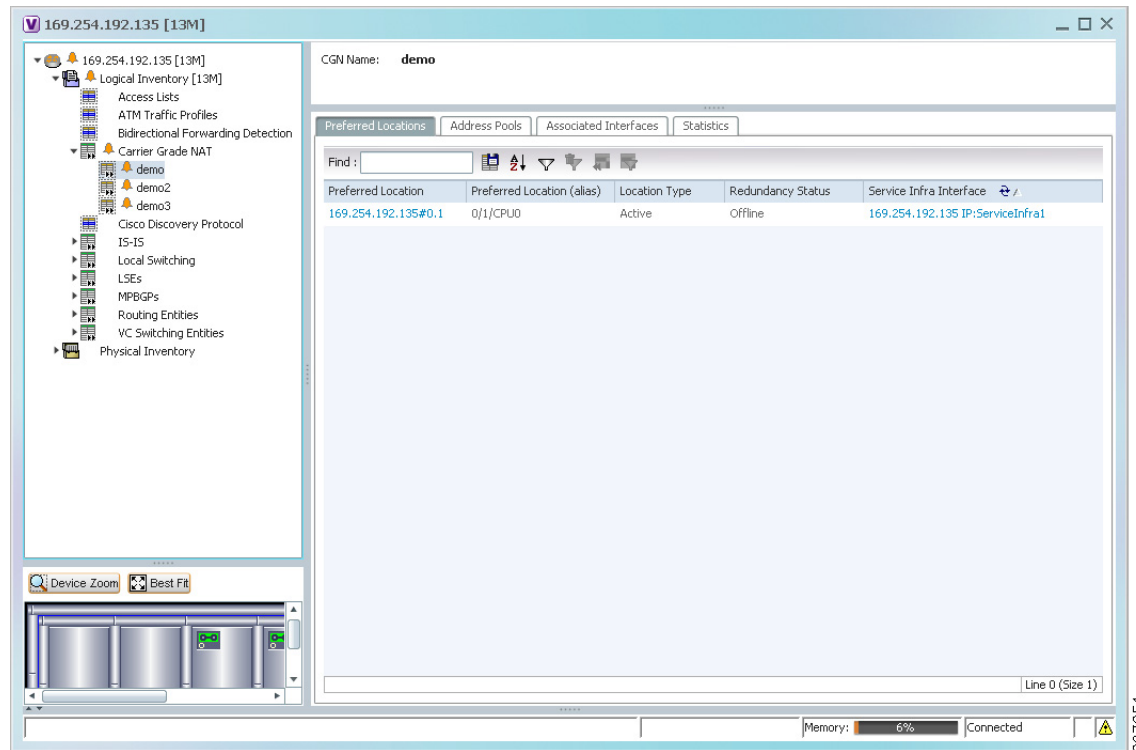 169.254.192.135 [13M]
169.254.192.135 [13M]
Logical Inventory [13M]
Access Lists
ATM Traffic Profiles
Bidirectional Forwarding Detection
Carrier Grade NAT
demo
demo2
demo3
Cisco Discovery Protocol
IS-IS
Local Switching
LSEs
MPBGPs
Routing Entities
VC Switching Entities
Physical Inventory
Device Zoom Best Fit
CGN Name: demo
Preferred Locations Address Pools Associated Interfaces Statistics
Find :
Preferred Location Preferred Location (alias) Location Type Redundancy Status Service Infra Interface
169.254.192.135#0.1 0/1/CPU0 Active Offline 169.254.192.135 IP:ServiceInfra1
Line 0 (Size 1)
Memory: 6% Connected